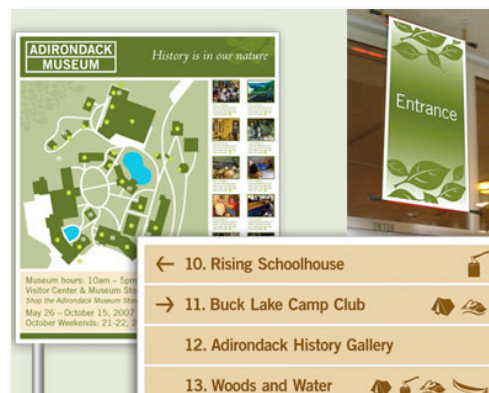 ADIRONDACK
MUSEUM
History is in our nature
Entrance
Museum hours: 10am – 5pm
Visitor Center & Museum Sto
Shop the Adirondack Museum Stor
May 26 – October 15, 2007
October Weekends: 21-22, 2
← 10. Rising Schoolhouse
→ 11. Buck Lake Camp Club
12. Adirondack History Gallery
13. Woods and Water